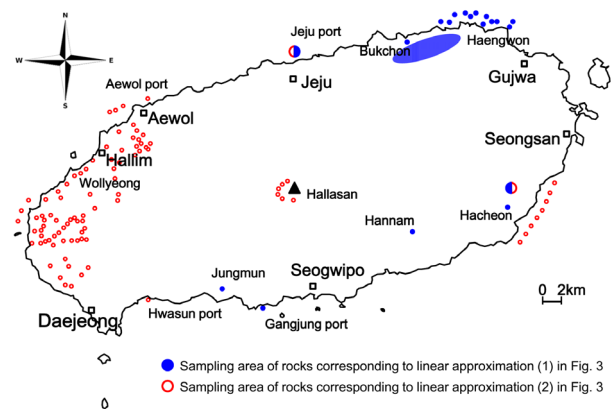 N
W
E
S
Jeju port
Bukchon
Haengwon
Gujwa
Jeju
Aewol port
Aewol
Seongsan
Hallim
Wollyeong
Hallasan
Hacheon
Hannam
Jungmun
Seogwipo
0 2km
Daejeong
Hwasun port
Gangjung port
Sampling area of rocks corresponding to linear approximation (1) in Fig. 3
Sampling area of rocks corresponding to linear approximation (2) in Fig. 3